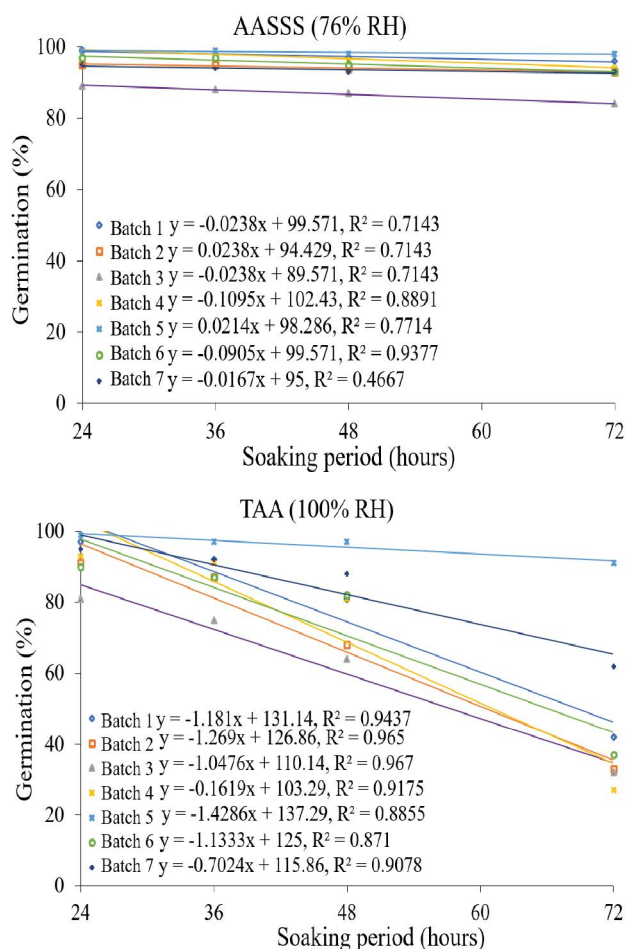 AASSS (76% RH)
100
80
60
40
20
0
Germination (%)
Batch 1 y = -0.0238x + 99.571, R² = 0.7143
Batch 2 y = 0.0238x + 94.429, R² = 0.7143
Batch 3 y = -0.0238x + 89.571, R² = 0.7143
Batch 4 y = -0.1095x + 102.43, R² = 0.8891
Batch 5 y = 0.0214x + 98.286, R² = 0.7714
Batch 6 y = -0.0905x + 99.571, R² = 0.9377
Batch 7 y = -0.0167x + 95, R² = 0.4667
24 36 48 60 72
Soaking period (hours)
TAA (100% RH)
100
80
60
40
20
0
Germination (%)
Batch 1 y = -1.181x + 131.14, R² = 0.9437
Batch 2 y = -1.269x + 126.86, R² = 0.965
Batch 3 y = -1.0476x + 110.14, R² = 0.967
Batch 4 y = -0.1619x + 103.29, R² = 0.9175
Batch 5 y = -1.4286x + 137.29, R² = 0.8855
Batch 6 y = -1.1333x + 125, R² = 0.871
Batch 7 y = -0.7024x + 115.86, R² = 0.9078
24 36 48 60 72
Soaking period (hours)